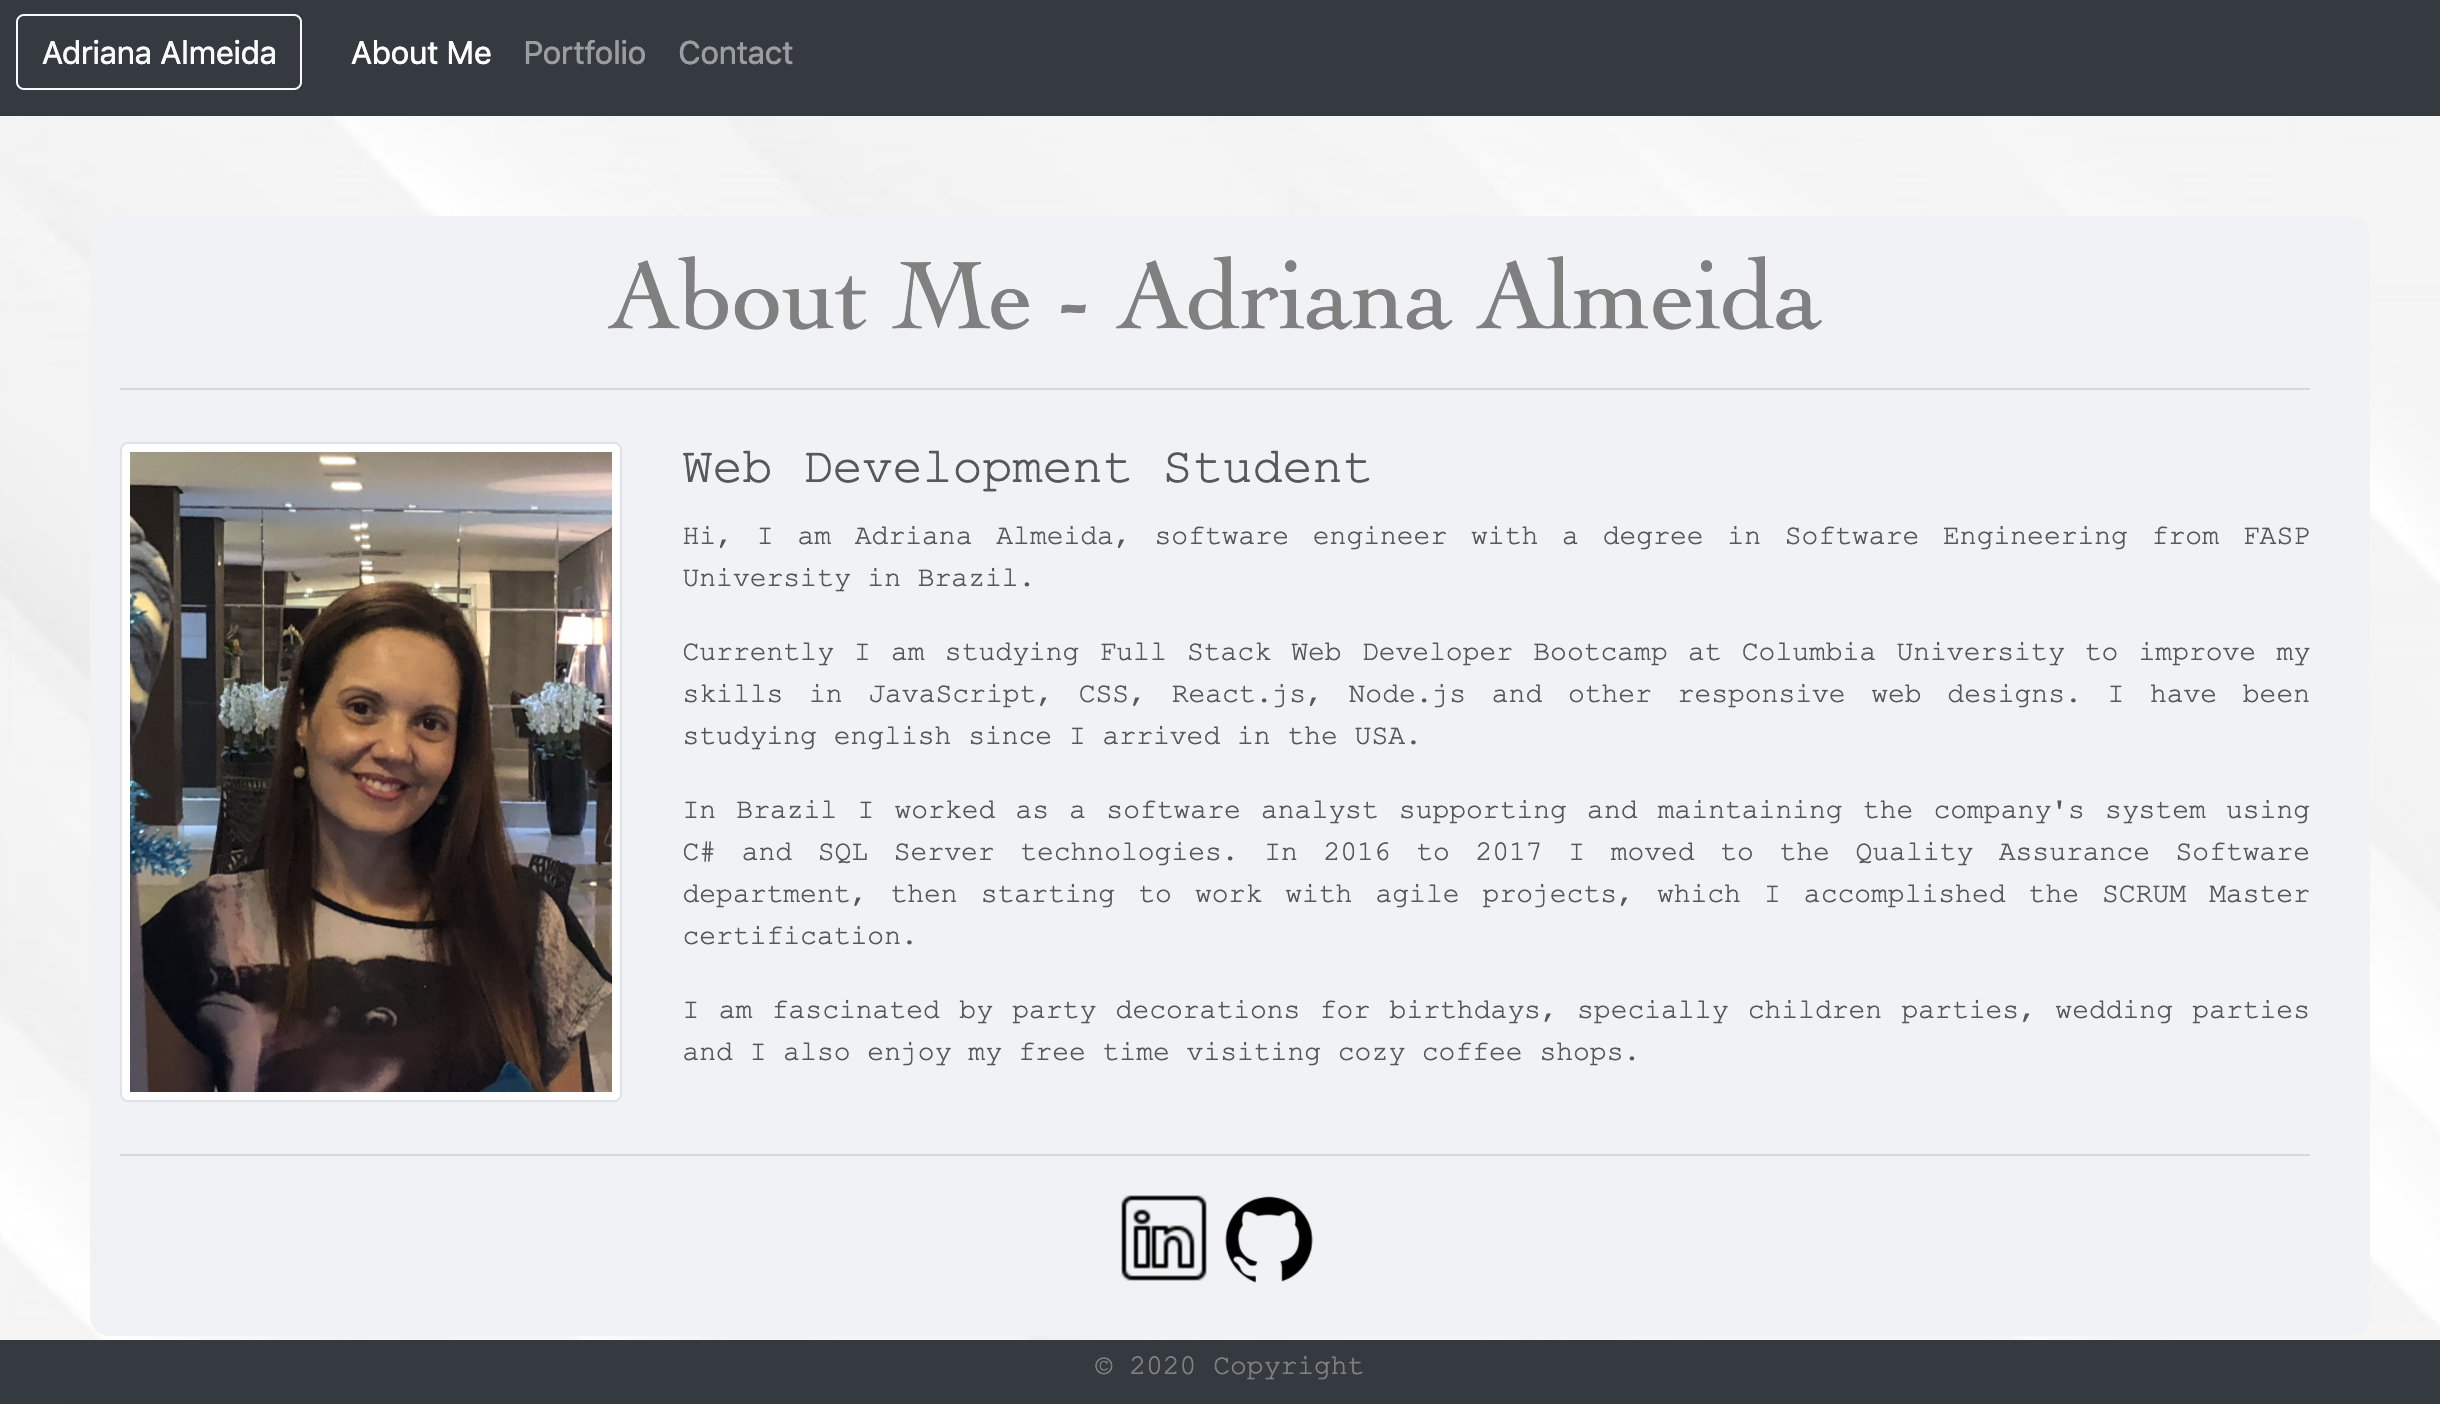 Adriana Almeida About Me Portfolio Contact
About Me - Adriana Almeida
Web Development Student
Hi, I am Adriana Almeida, software engineer with a degree in Software Engineering from FASP
University in Brazil.
Currently I am studying Full Stack Web Developer Bootcamp at Columbia University to improve my
skills in JavaScript, CSS, React.js, Node.js and other responsive web designs. I have been
studying english since I arrived in the USA.
In Brazil I worked as a software analyst supporting and maintaining the company's system using
C# and SQL Server technologies. In 2016 to 2017 I moved to the Quality Assurance Software
department, then starting to work with agile projects, which I accomplished the SCRUM Master
certification.
I am fascinated by party decorations for birthdays, specially children parties, wedding parties
and I also enjoy my free time visiting cozy coffee shops.
in
© 2020 Copyright